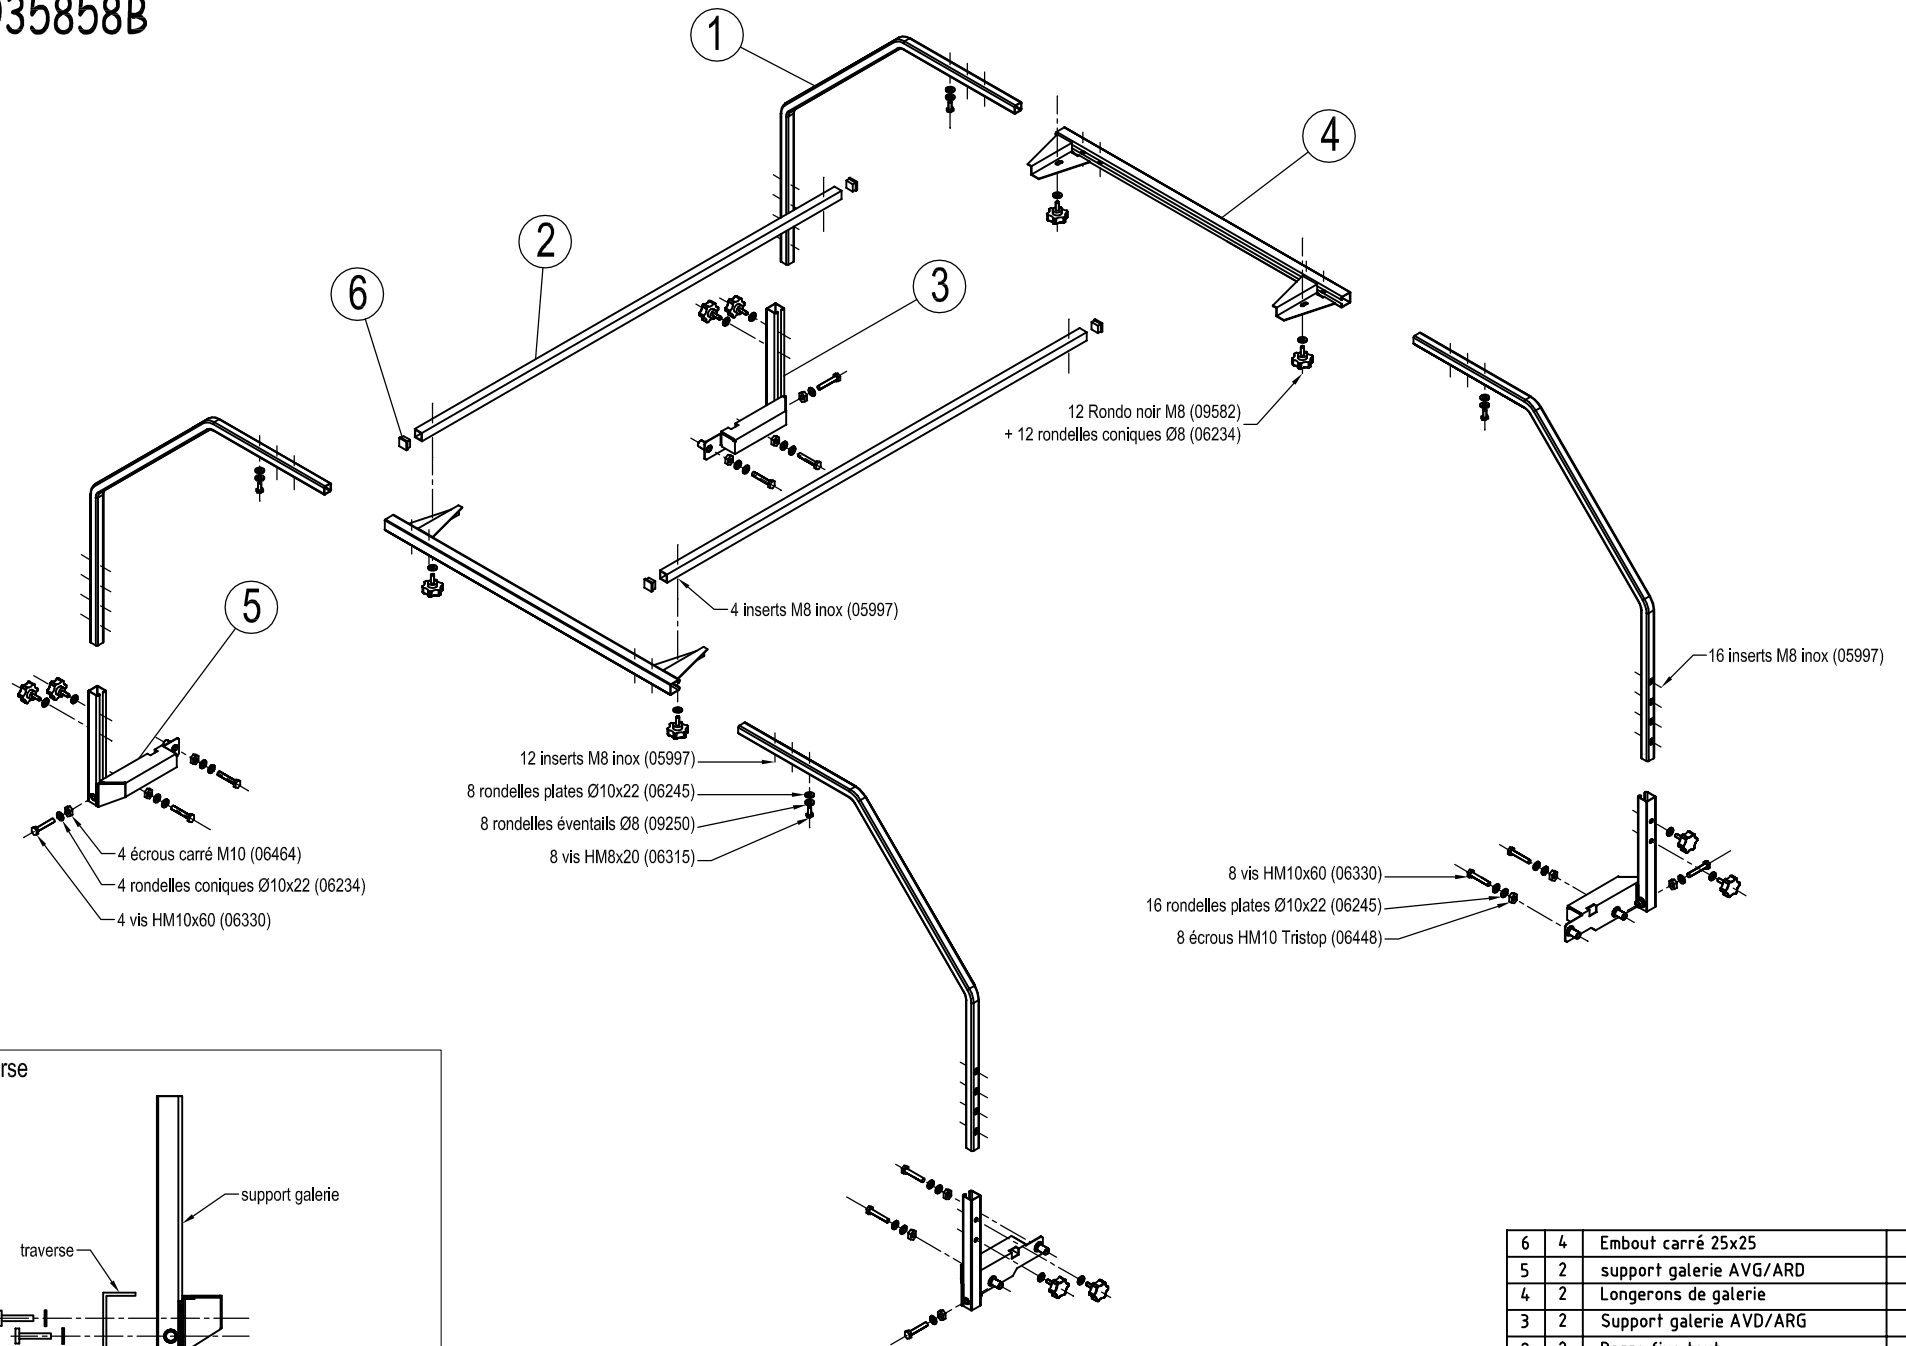 35858B
1
4
2
6
3
12 Rondo noir M8 (09582)
+ 12 rondelles coniques Ø8 (06234)
5
4 inserts M8 inox (05997)
16 inserts M8 inox (05997)
12 inserts M8 inox (05997)
8 rondelles plates Ø10x22 (06245)
8 rondelles éventails Ø8 (09250)
8 vis HM8x20 (06315)
4 écrous carré M10 (06464)
4 rondelles coniques Ø10x22 (06234)
4 vis HM10x60 (06330)
8 vis HM10x60 (06330)
16 rondelles plates Ø10x22 (06245)
8 écrous HM10 Tristop (06448)
rse
support galerie
traverse
6 4 Embout carré 25x25
5 2 support galerie AVG/ARD
4 2 Longerons de galerie
3 2 Support galerie AVD/ARG